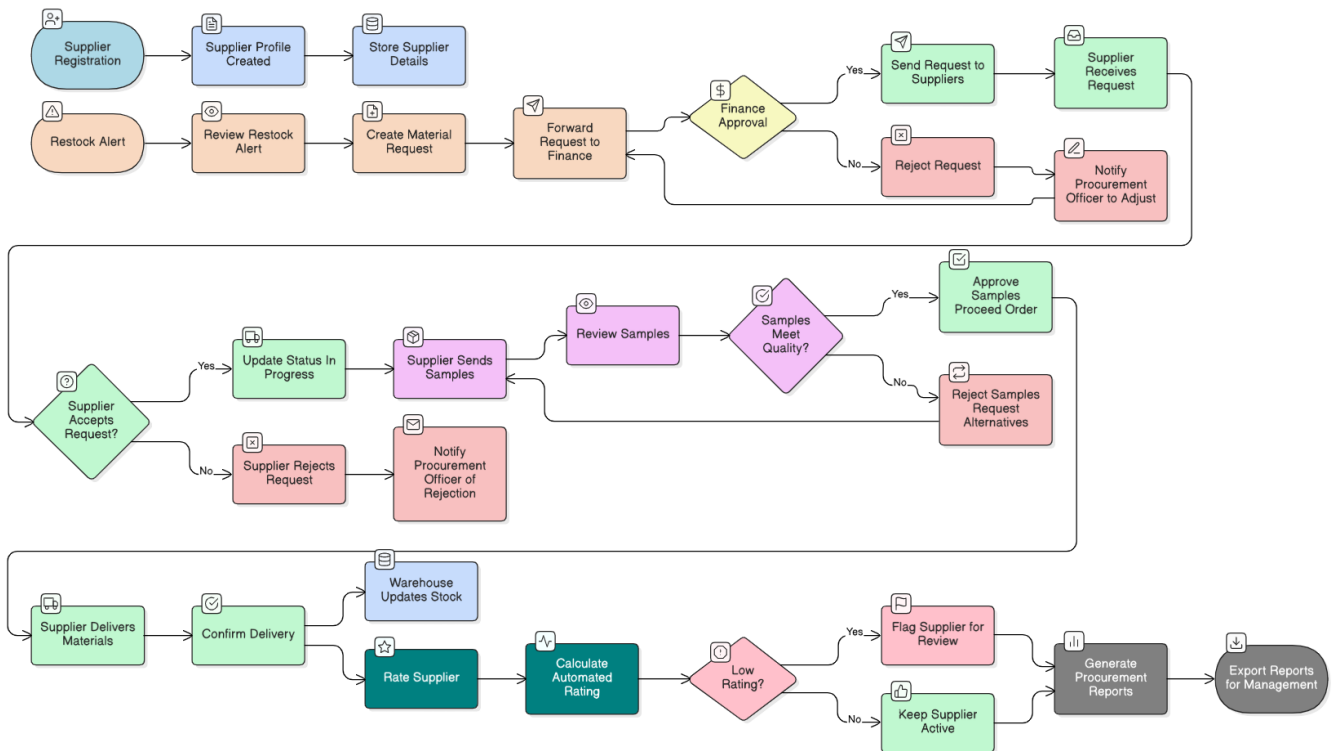 Supplier
Registration
Supplier Profile
Created
Store Supplier
Details
Restock Alert
Review Restock
Alert
Create Material
Request
Forward
Request to
Finance
Finance
Approval
Yes
Send Request to
Suppliers
Supplier
Receives
Request
No
Reject Request
Notify
Procurement
Officer to Adjust
Supplier
Accepts
Request?
Yes
Update Status In
Progress
Supplier Sends
Samples
Review Samples
Samples
Meet
Quality?
Yes
Approve
Samples
Proceed Order
No
Reject Samples
Request
Alternatives
No
Supplier Rejects
Request
Notify
Procurement
Officer of
Rejection
Supplier Delivers
Materials
Confirm Delivery
Warehouse
Updates Stock
Rate Supplier
Calculate
Automated
Rating
Low
Rating?
Yes
Flag Supplier for
Review
No
Keep Supplier
Active
Generate
Procurement
Reports
Export Reports
for Management